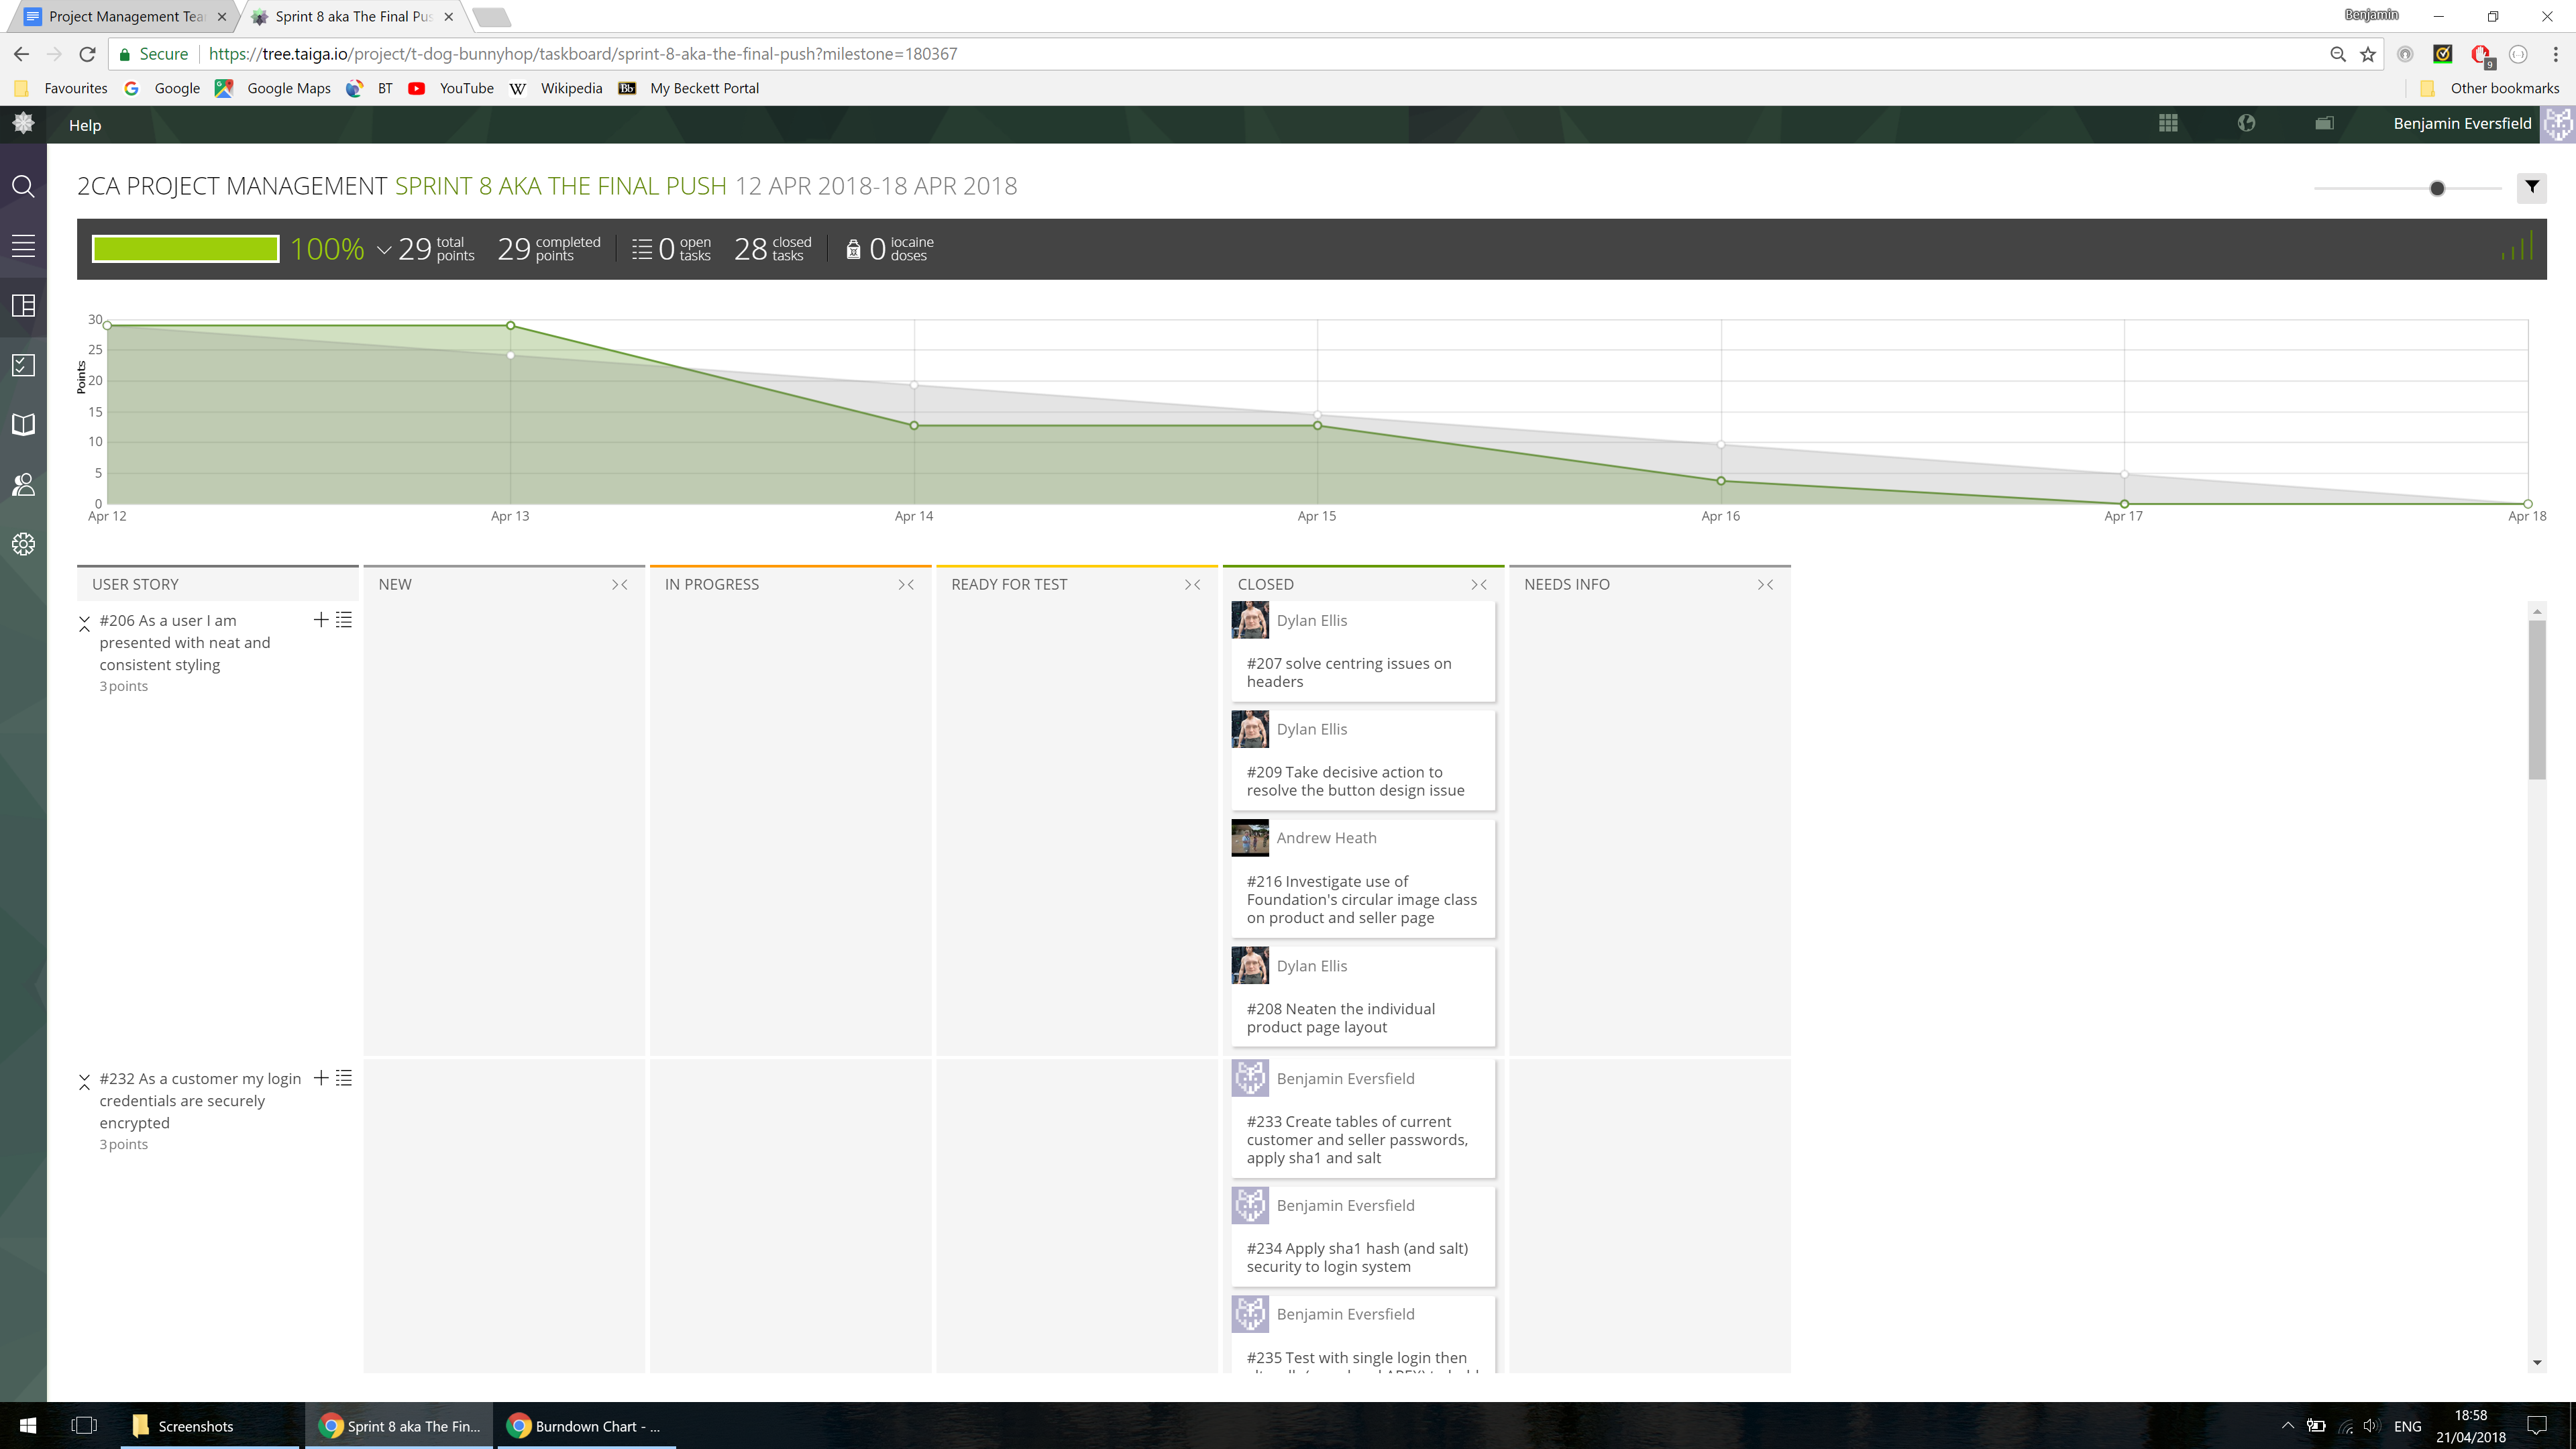 Project Management Tea
Sprint 8 aka The Final Pus
Benjamin
Secure
https://tree.taiga.io/project/t-dog-bunnyhop/taskboard/sprint-8-aka-the-final-push?milestone=180367
9
Favourites Google Google Maps BT YouTube W Wikipedia Bb My Beckett Portal Other bookmarks
Help Benjamin Eversfield
2CA PROJECT MANAGEMENT SPRINT 8 AKA THE FINAL PUSH 12 APR 2018-18 APR 2018
100% 29 total points 29 completed points 0 open tasks 28 closed tasks 0 iocaine doses
Points
30
25
20
15
10
5
0
Apr 12 Apr 13 Apr 14 Apr 15 Apr 16 Apr 17 Apr 18
USER STORY NEW IN PROGRESS READY FOR TEST CLOSED NEEDS INFO
#206 As a user I am
presented with neat and
consistent styling
3 points
Dylan Ellis
#207 solve centring issues on
headers
Dylan Ellis
#209 Take decisive action to
resolve the button design issue
Andrew Heath
#216 Investigate use of
Foundation's circular image class
on product and seller page
Dylan Ellis
#208 Neaten the individual
product page layout
#232 As a customer my login
credentials are securely
encrypted
3 points
Benjamin Eversfield
#233 Create tables of current
customer and seller passwords,
apply sha1 and salt
Benjamin Eversfield
#234 Apply sha1 hash (and salt)
security to login system
Benjamin Eversfield
#235 Test with single login then
Screenshots
Sprint 8 aka The Fin...
Burndown Chart - ...
ENG
18:58
21/04/2018